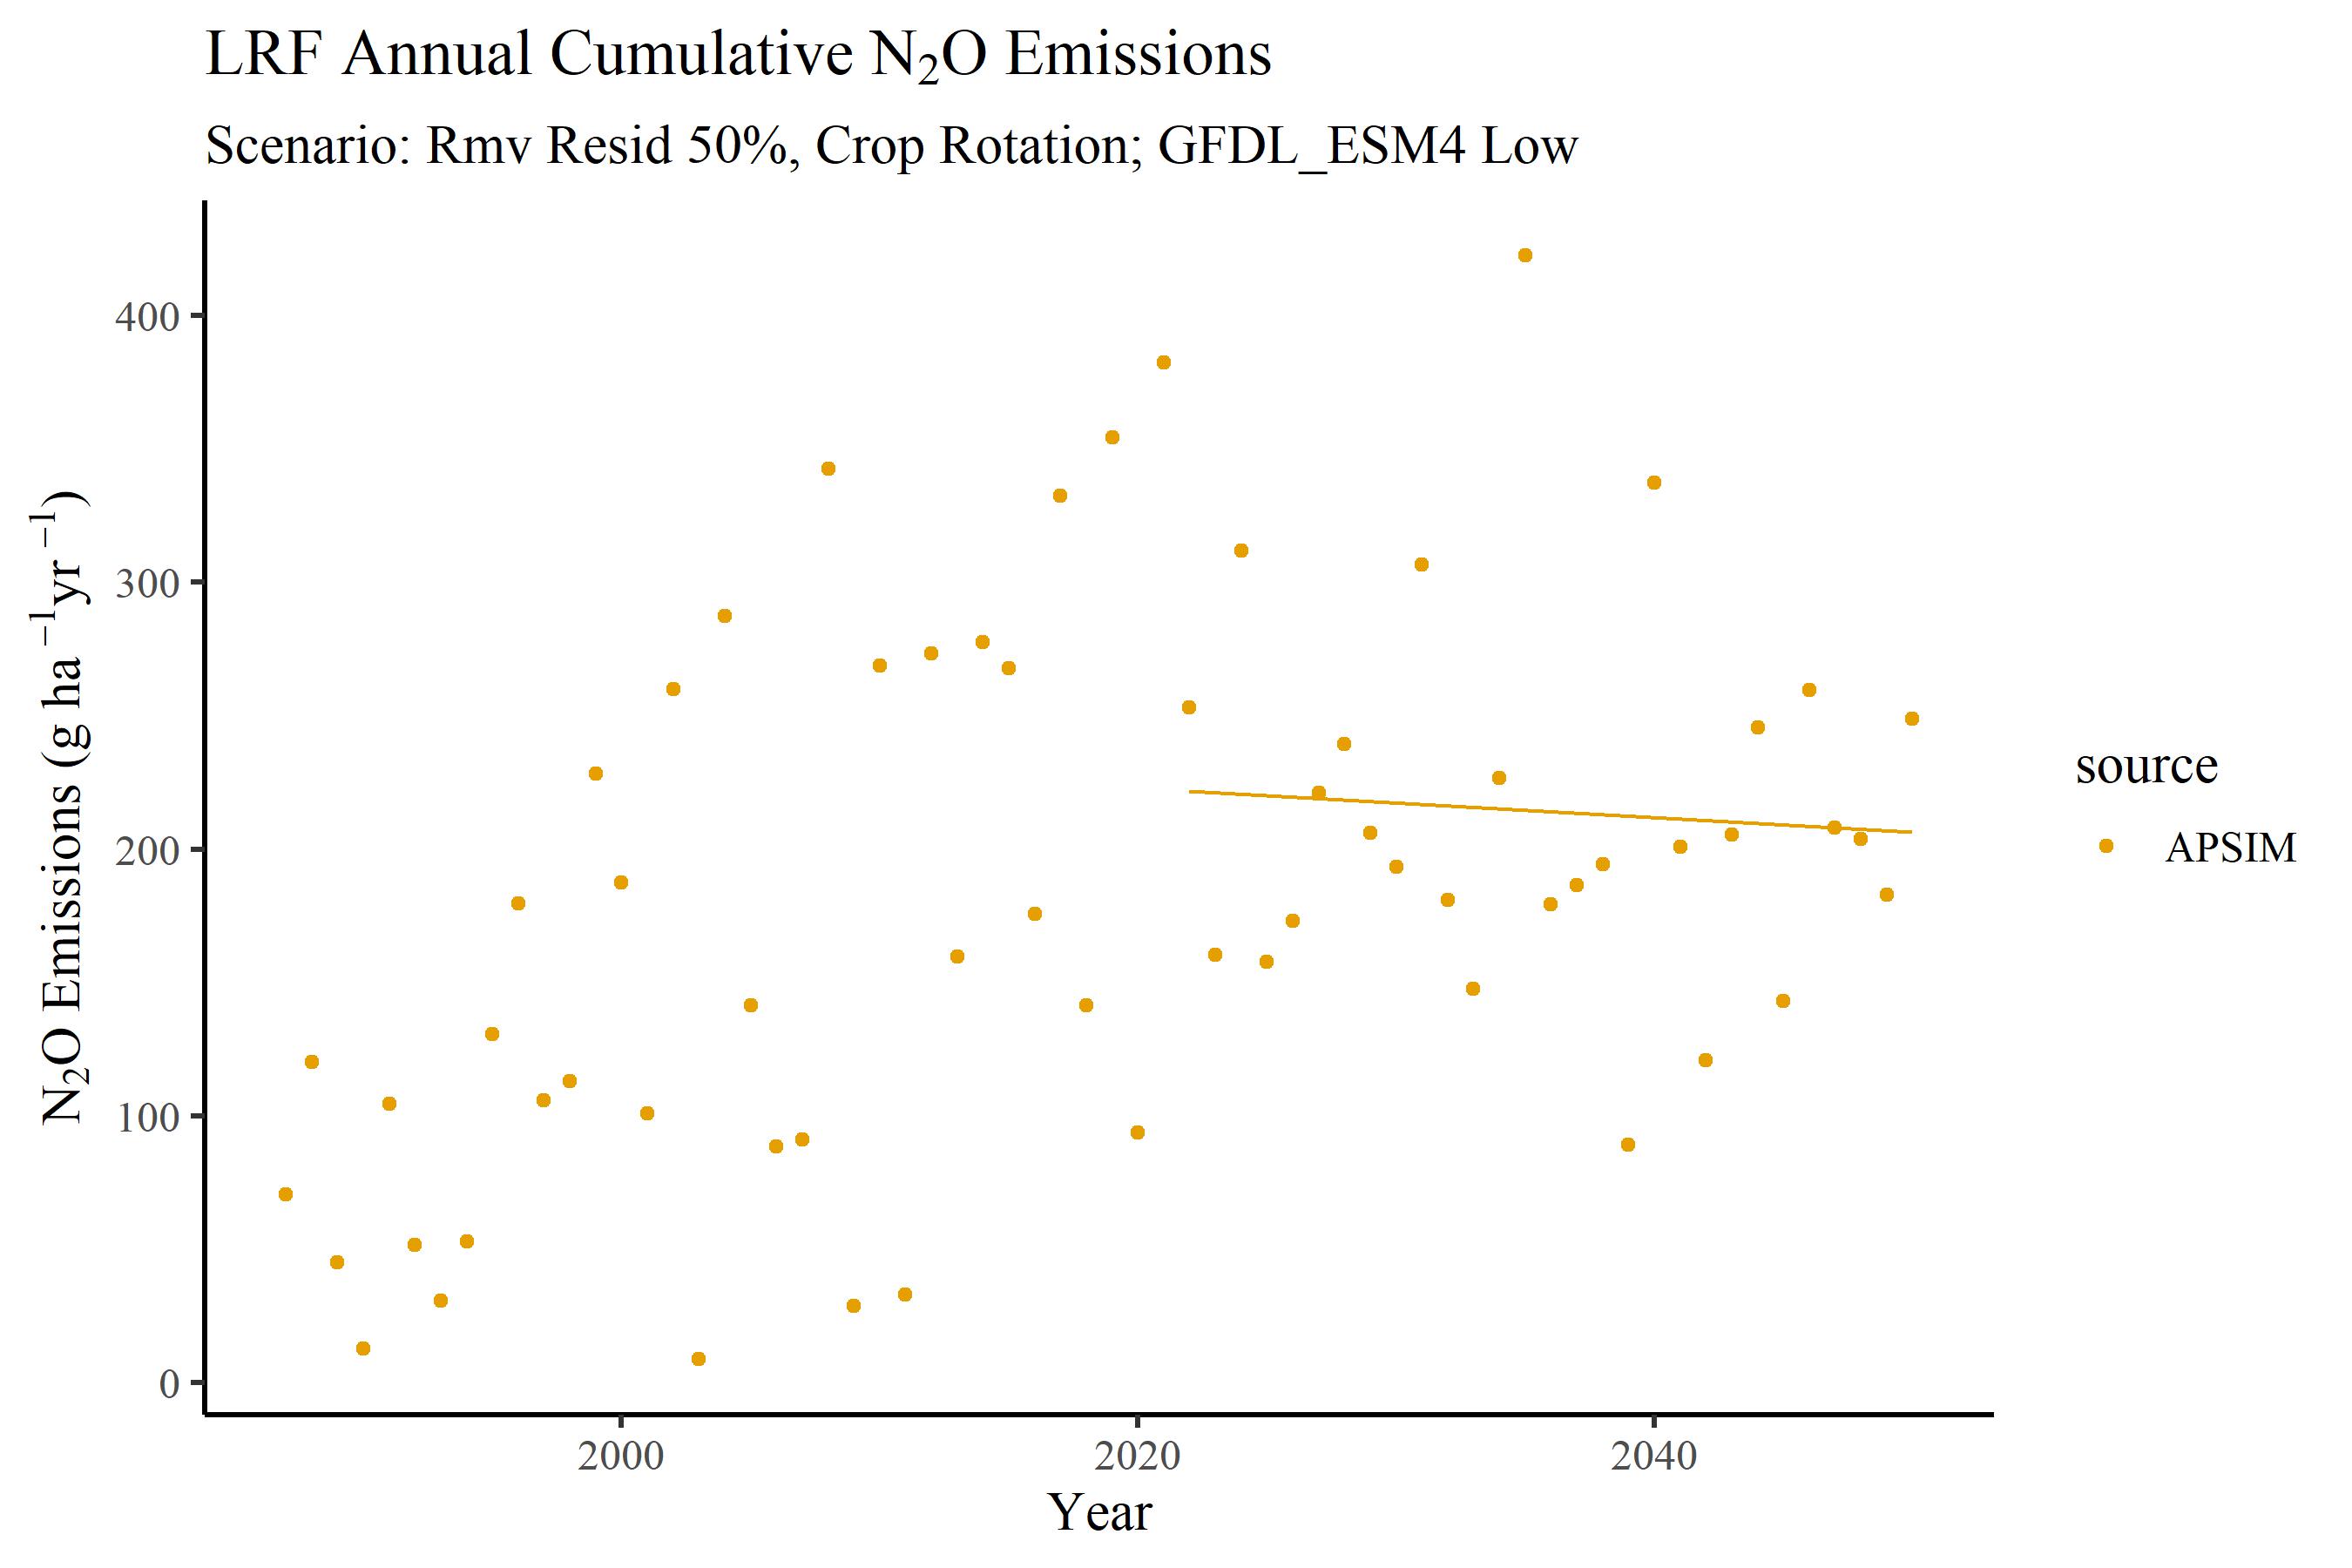 LRF Annual Cumulative N₂O Emissions
Scenario: Rmv Resid 50%, Crop Rotation; GFDL_ESM4 Low
N₂O Emissions (g ha⁻¹yr⁻¹)
400
300
200
100
0
2000 2020 2040
Year
source
APSIM